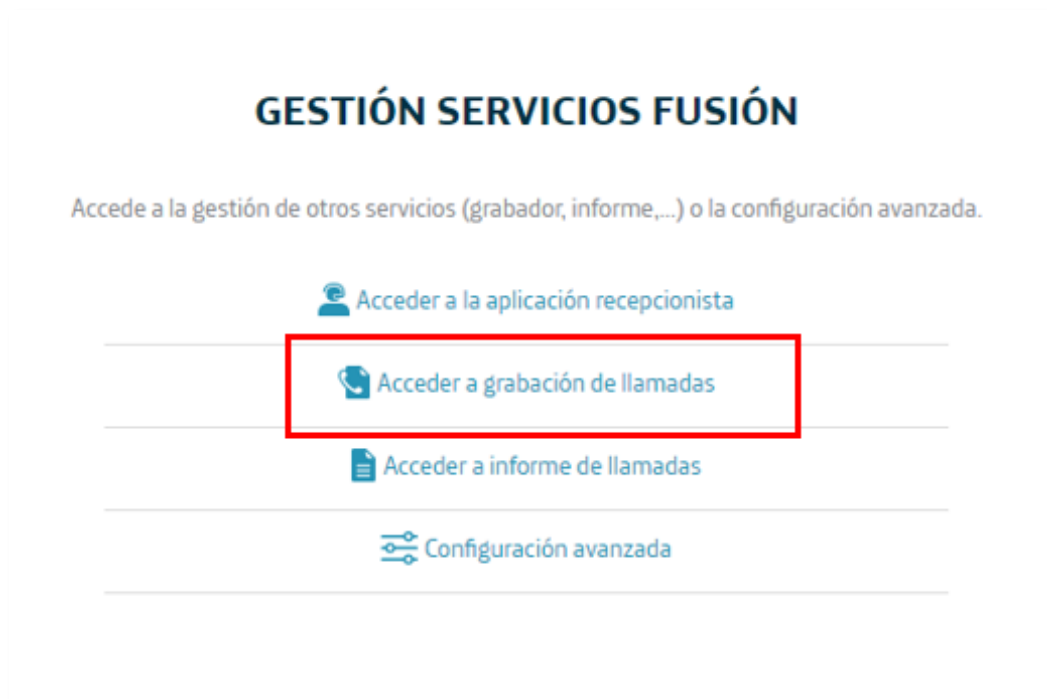 GESTIÓN SERVICIOS FUSIÓN
Accede a la gestión de otros servicios (grabador, informe,...) o la configuración avanzada.
Acceder a la aplicación recepcionista
Acceder a grabación de llamadas
Acceder a informe de llamadas
Configuración avanzada